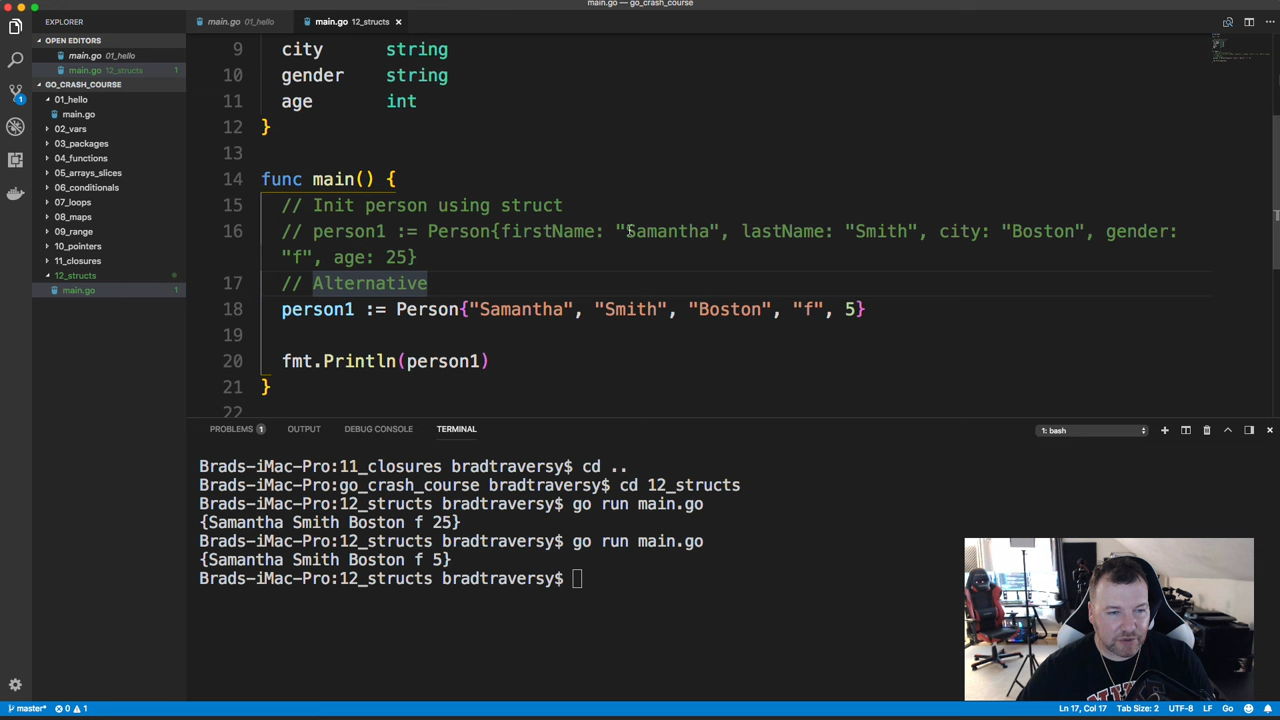 main.go — go_crash_course
EXPLORER
main.go 01_hello
main.go 12_structs ×
OPEN EDITORS
main.go 01_hello
main.go 12_structs 1
GO_CRASH_COURSE
01_hello
main.go
02_vars
03_packages
04_functions
05_arrays_slices
06_conditionals
07_loops
08_maps
09_range
10_pointers
11_closures
12_structs
main.go 1
9 city string
10 gender string
11 age int
12 }
13
14 func main() {
15 // Init person using struct
16 // person1 := Person{firstName: "Samantha", lastName: "Smith", city: "Boston", gender:
"f", age: 25}
17 // Alternative
18 person1 := Person{"Samantha", "Smith", "Boston", "f", 5}
19
20 fmt.Println(person1)
21 }
22
PROBLEMS 1 OUTPUT DEBUG CONSOLE TERMINAL 1: bash
Brads-iMac-Pro:11_closures bradtraversy$ cd ..
Brads-iMac-Pro:go_crash_course bradtraversy$ cd 12_structs
Brads-iMac-Pro:12_structs bradtraversy$ go run main.go
{Samantha Smith Boston f 25}
Brads-iMac-Pro:12_structs bradtraversy$ go run main.go
{Samantha Smith Boston f 5}
Brads-iMac-Pro:12_structs bradtraversy$
master* 0 1 Ln 17, Col 17 Tab Size: 2 UTF-8 LF Go